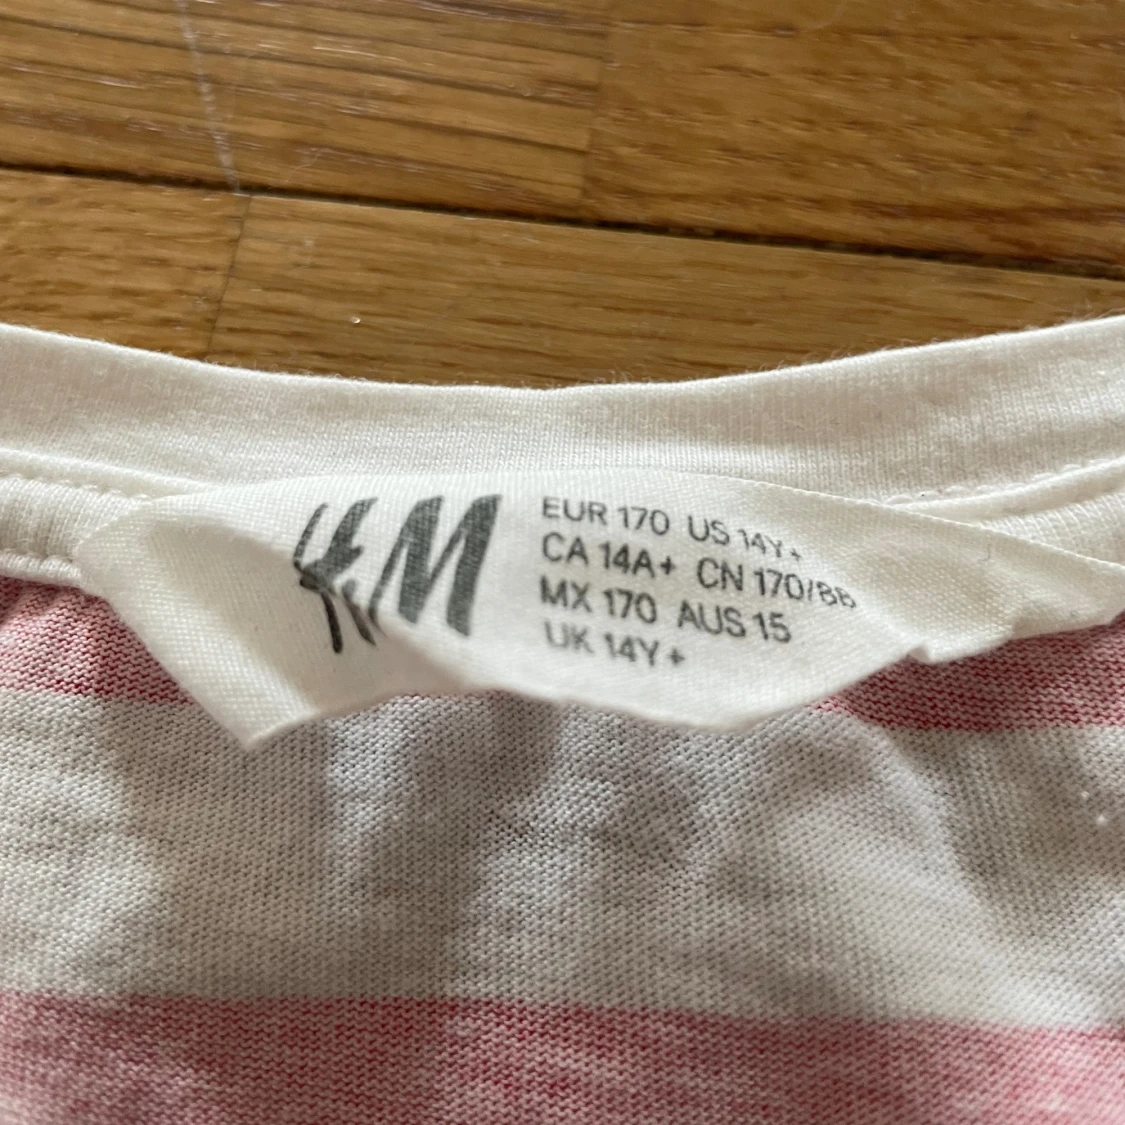 H&M
EUR 170 US 14Y+
CA 14A+ CN 170/88
MX 170 AUS 15
UK 14Y+